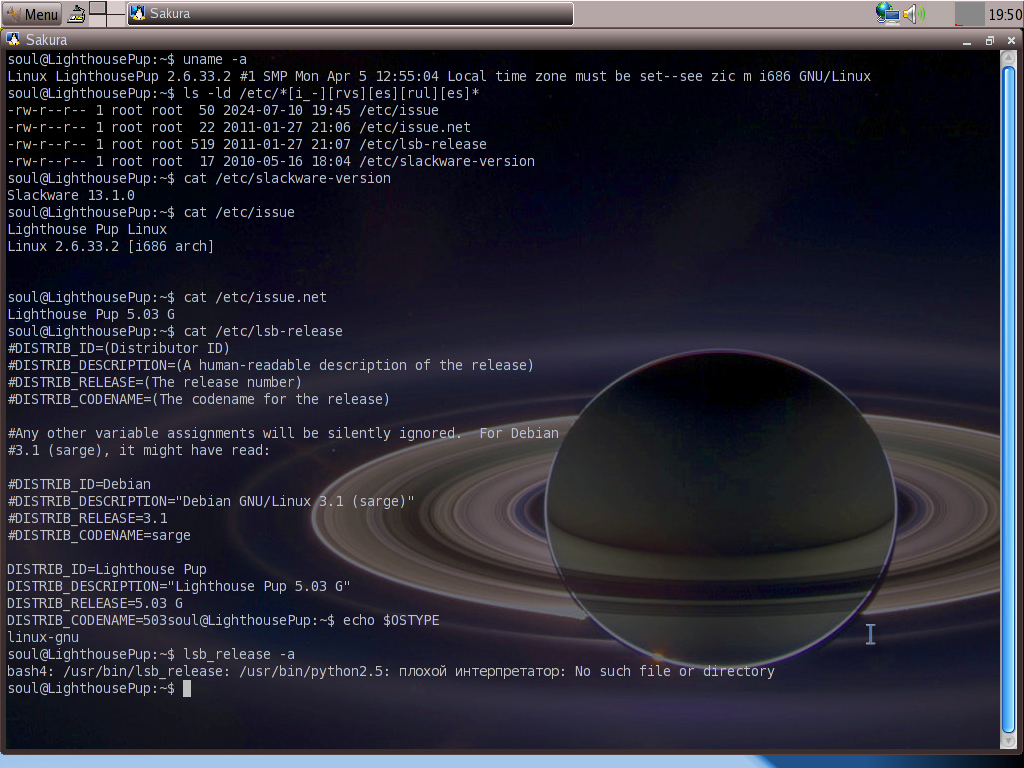 Menu
Sakura
19:50
Sakura
soul@LighthousePup:~$ uname -a
Linux LighthousePup 2.6.33.2 #1 SMP Mon Apr 5 12:55:04 Local time zone must be set--see zic m i686 GNU/Linux
soul@LighthousePup:~$ ls -ld /etc/*[i_-][rvs][es][rul][es]*
-rw-r--r-- 1 root root  50 2024-07-10 19:45 /etc/issue
-rw-r--r-- 1 root root  22 2011-01-27 21:06 /etc/issue.net
-rw-r--r-- 1 root root 519 2011-01-27 21:07 /etc/lsb-release
-rw-r--r-- 1 root root  17 2010-05-16 18:04 /etc/slackware-version
soul@LighthousePup:~$ cat /etc/slackware-version
Slackware 13.1.0
soul@LighthousePup:~$ cat /etc/issue
Lighthouse Pup Linux
Linux 2.6.33.2 [i686 arch]
soul@LighthousePup:~$ cat /etc/issue.net
Lighthouse Pup 5.03 G
soul@LighthousePup:~$ cat /etc/lsb-release
#DISTRIB_ID=(Distributor ID)
#DISTRIB_DESCRIPTION=(A human-readable description of the release)
#DISTRIB_RELEASE=(The release number)
#DISTRIB_CODENAME=(The codename for the release)
#Any other variable assignments will be silently ignored.  For Debian
#3.1 (sarge), it might have read:
#DISTRIB_ID=Debian
#DISTRIB_DESCRIPTION="Debian GNU/Linux 3.1 (sarge)"
#DISTRIB_RELEASE=3.1
#DISTRIB_CODENAME=sarge
DISTRIB_ID=Lighthouse Pup
DISTRIB_DESCRIPTION="Lighthouse Pup 5.03 G"
DISTRIB_RELEASE=5.03 G
DISTRIB_CODENAME=503soul@LighthousePup:~$ echo $OSTYPE
linux-gnu
soul@LighthousePup:~$ lsb_release -a
bash4: /usr/bin/lsb_release: /usr/bin/python2.5: плохой интерпретатор: No such file or directory
soul@LighthousePup:~$